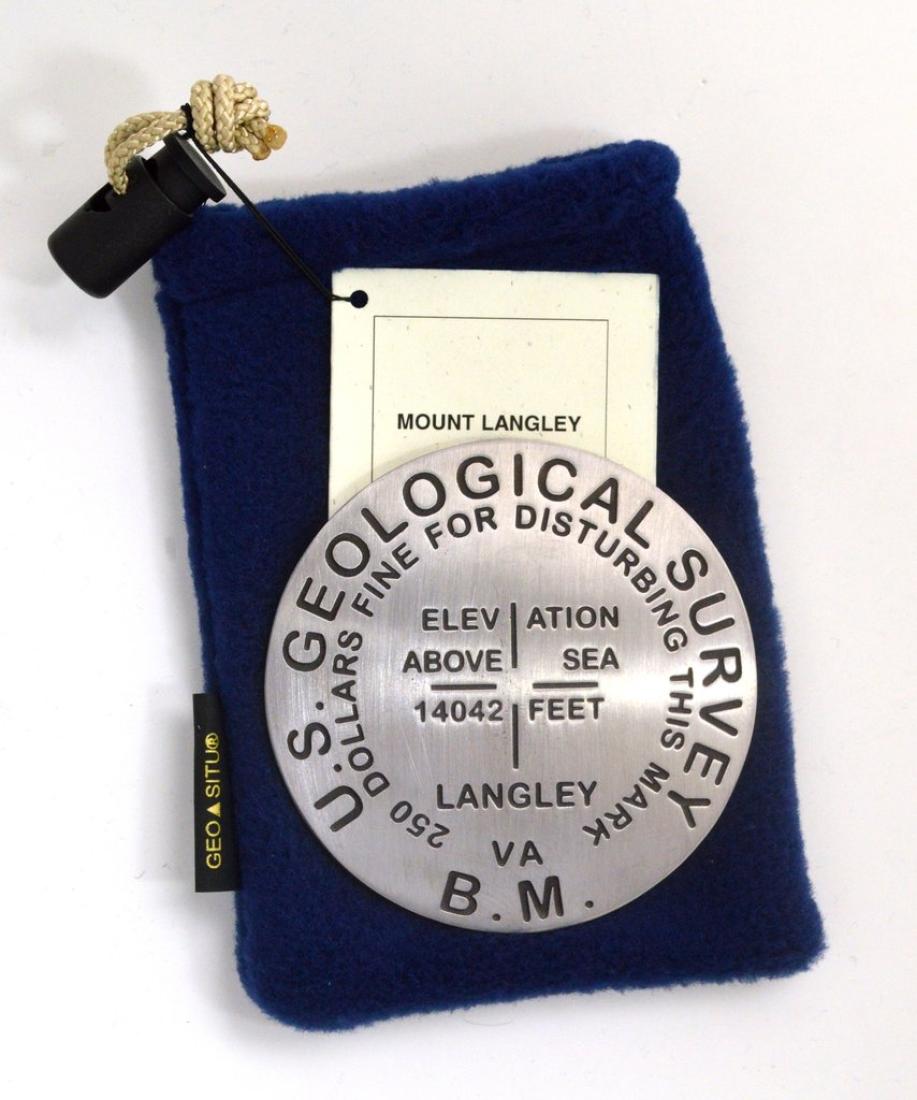 MOUNT LANGLEY
U.S. GEOLOGICAL SURVEY
250 DOLLARS FINE FOR DISTURBING THIS MARK
ELEV ATION
ABOVE SEA
14042 FEET
LANGLEY
VA
B.M.
GEO▲SITU®